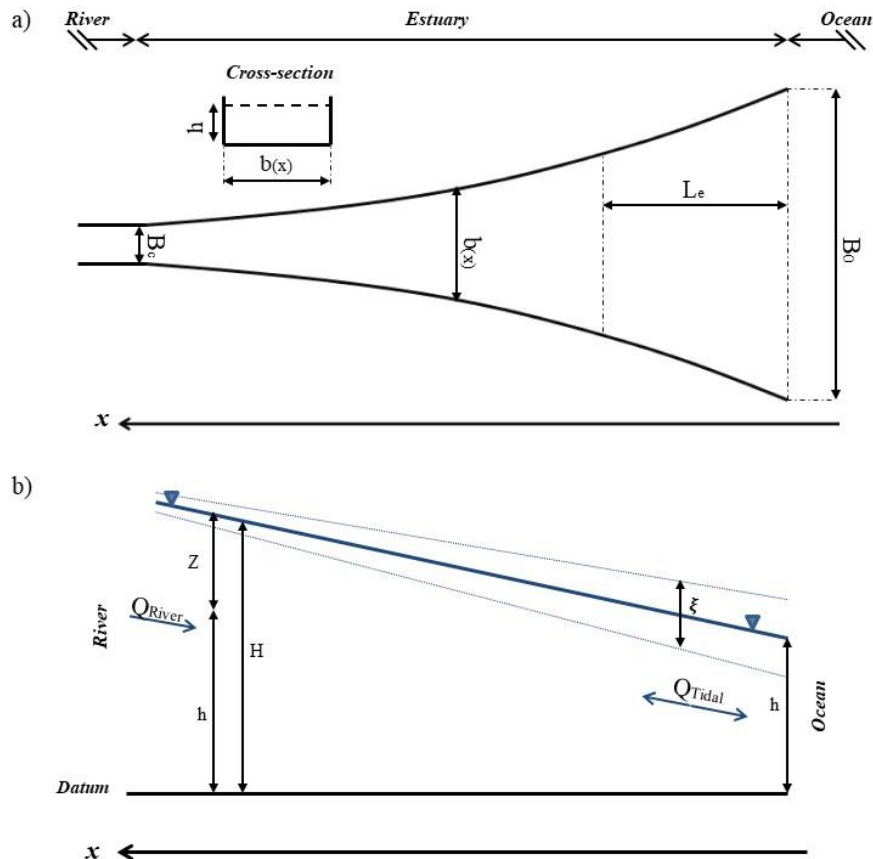 a)
River
Estuary
Ocean
Cross-section
h
b(x)
Bc
b(x)
Le
B0
x
b)
Z
ξ
River
QRiver
H
QTidal
h
h
Ocean
Datum
x